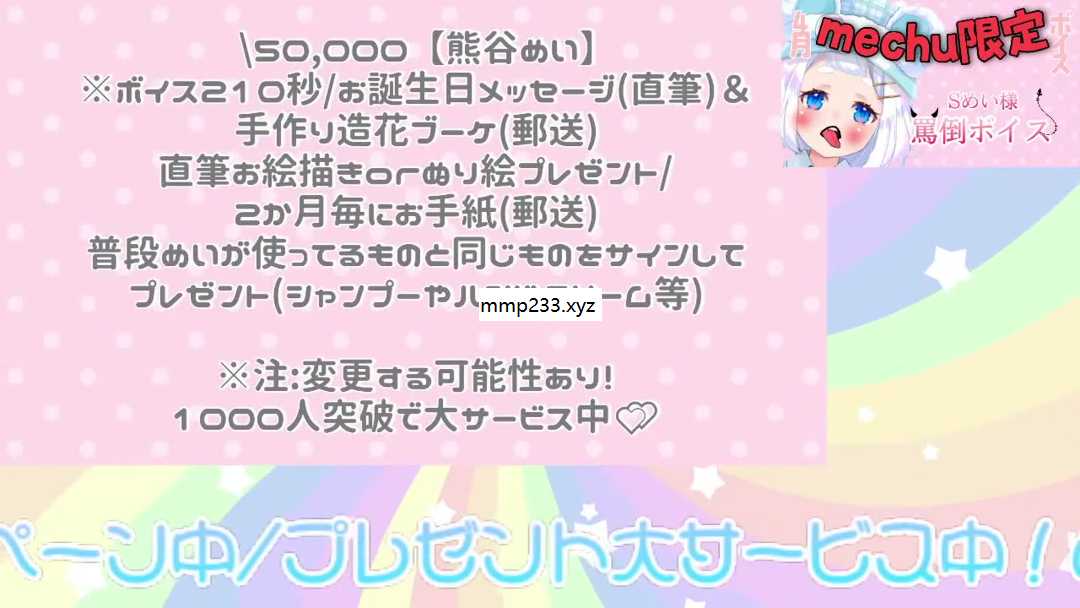 \50,000【熊谷めい】
※ボイス210秒/お誕生日メッセージ(直筆)&
手作り造花ブーケ(郵送)
直筆お絵描きorぬり絵プレゼント/
2か月毎にお手紙(郵送)
普段めいが使ってるものと同じものをサインして
プレゼント(シャンプーやハ ーム等)
mmp233.xyz
※注:変更する可能性あり!
1000人突破で大サービス中
4月
mechu限定
ボイス
Sめい様
罵倒ボイス
ペーン中/プレゼント大サービス中!